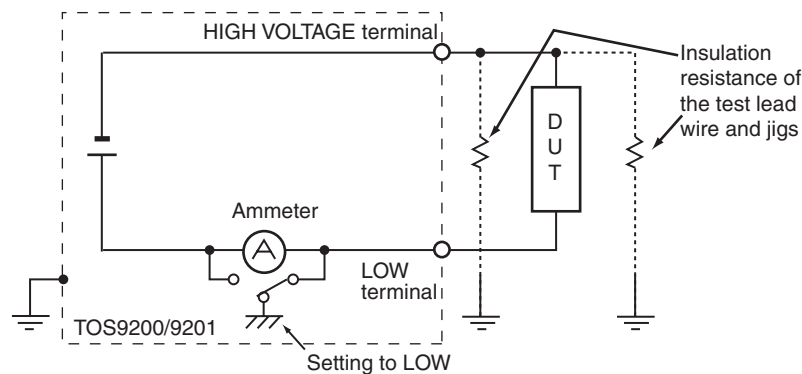 HIGH VOLTAGE terminal
Insulation
resistance of
the test lead
wire and jigs
D
U
T
Ammeter
A
LOW
terminal
TOS9200/9201
Setting to LOW